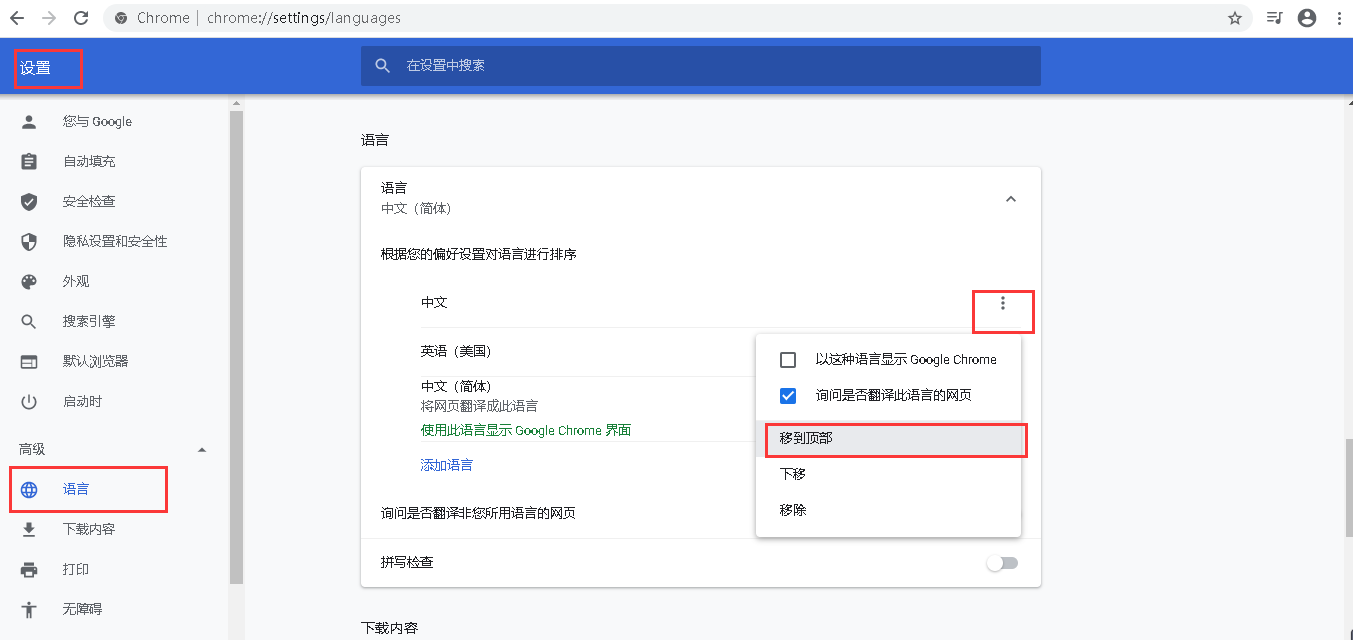 Chrome | chrome://settings/languages
设置
在设置中搜索
您与 Google
自动填充
安全检查
隐私设置和安全性
外观
搜索引擎
默认浏览器
启动时
高级
语言
下载内容
打印
无障碍
语言
语言
中文（简体）
根据您的偏好设置对语言进行排序
中文
英语（美国）
中文（简体）
将网页翻译成此语言
使用此语言显示 Google Chrome 界面
添加语言
询问是否翻译非您所用语言的网页
拼写检查
以这种语言显示 Google Chrome
询问是否翻译此语言的网页
移到顶部
下移
移除
下载内容